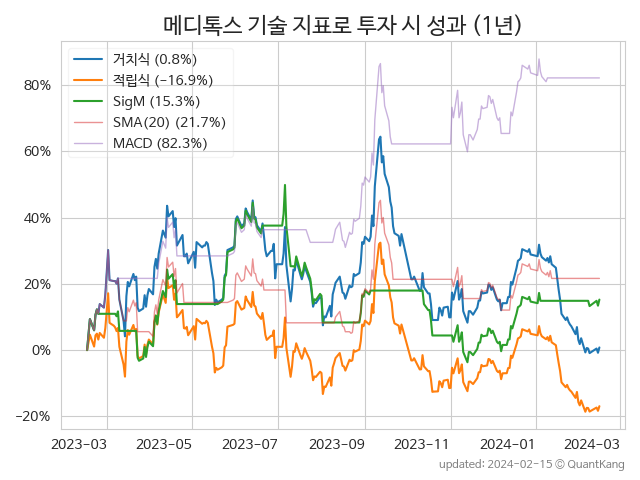 메디톡스 기술 지표로 투자 시 성과 (1년)
거치식 (0.8%)
적립식 (−16.9%)
SigM (15.3%)
SMA(20) (21.7%)
MACD (82.3%)
80%
60%
40%
20%
0%
−20%
2023−03 2023−05 2023−07 2023−09 2023−11 2024−01 2024−03
updated: 2024−02−15 ⓒ QuantKang